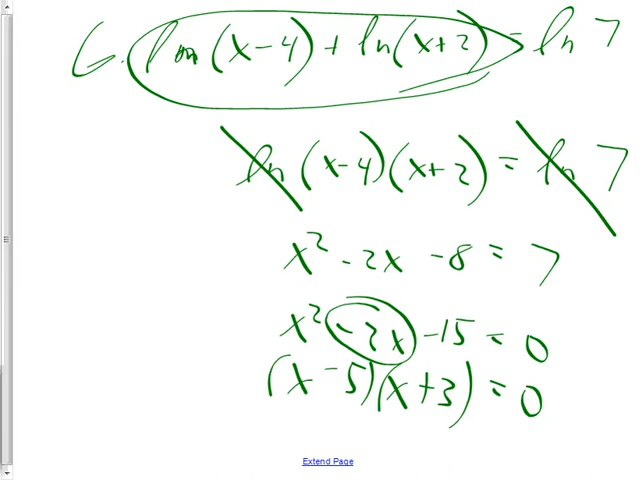 6. ln(x-4) + ln(x+2) = ln 7
ln (x-4)(x+2) = ln 7
x² - 2x - 8 = 7
x² - 2x - 15 = 0
(x - 5)(x + 3) = 0
Extend Page